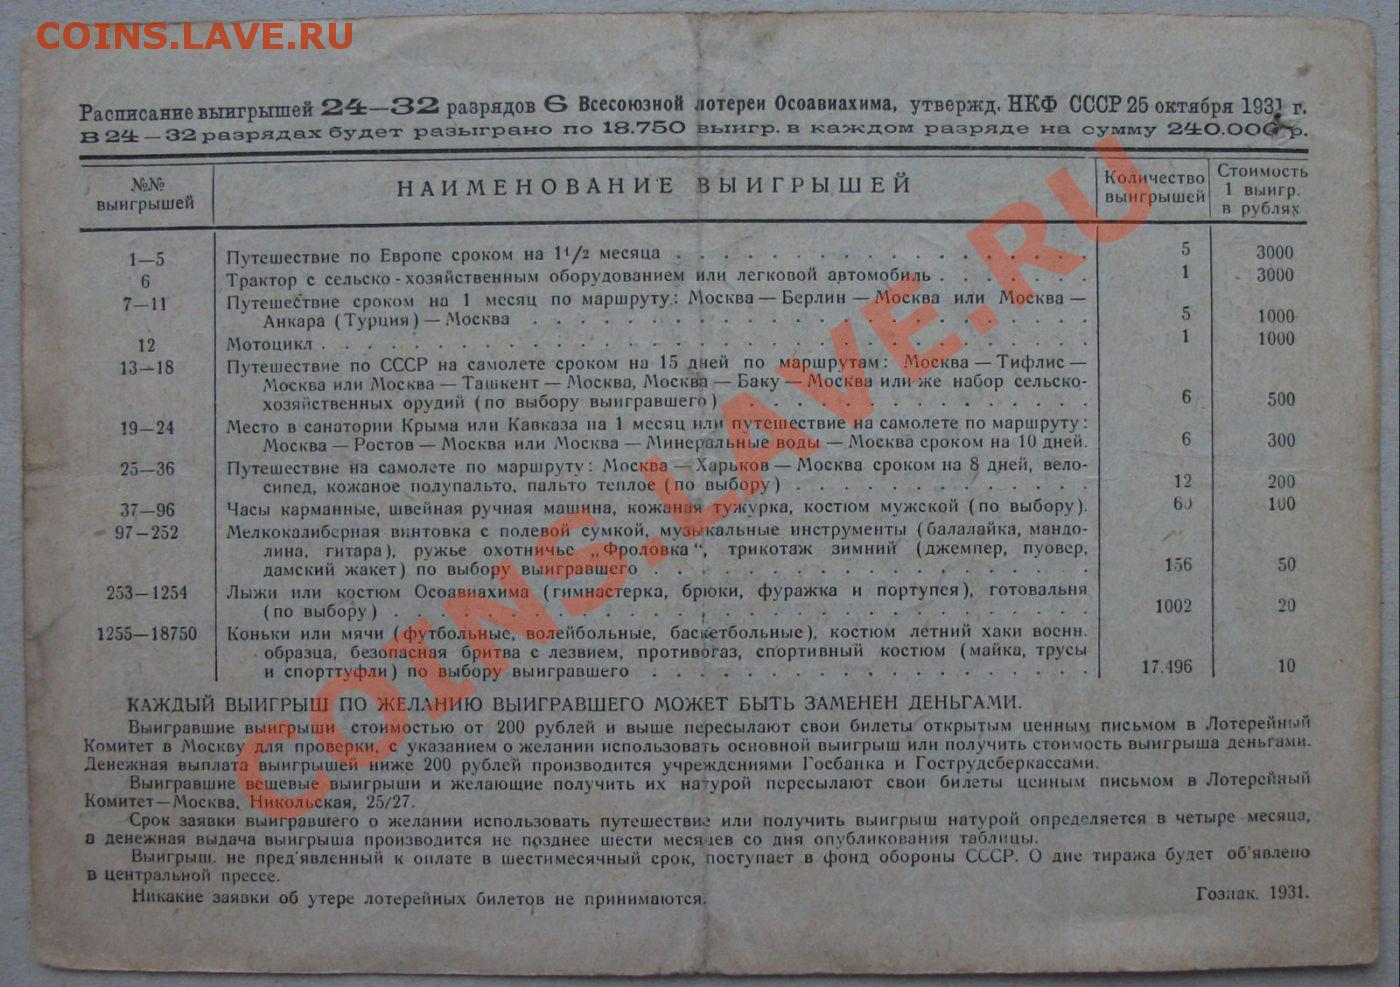 COINS.LAVE.RU
Расписание выигрышей 24—32 разрядов 6 Всесоюзной лотереи Осоавиахима, утвержд. НКФ СССР 25 октября 1931 г.
В 24—32 разрядах будет разыграно по 18.750 выигр. в каждом разряде на сумму 240.000 р.
№№ выигрышей НАИМЕНОВАНИЕ ВЫИГРЫШЕЙ Количество выигрышей Стоимость 1 выигр. в рублях
1—5 Путешествие по Европе сроком на 1 1/2 месяца 5 3000
6 Трактор с сельско-хозяйственным оборудованием или легковой автомобиль 1 3000
7—11 Путешествие сроком на 1 месяц по маршруту: Москва—Берлин—Москва или Москва—
Анкара (Турция)—Москва 5 1000
12 Мотоцикл 1 1000
13—18 Путешествие по СССР на самолете сроком на 15 дней по маршрутам: Москва—Тифлис—
Москва или Москва—Ташкент—Москва, Москва—Баку—Москва или же набор сельско-
хозяйственных орудий (по выбору выигравшего) 6 500
19—24 Место в санатории Крыма или Кавказа на 1 месяц или путешествие на самолете по маршруту:
Москва—Ростов—Москва или Москва—Минеральные воды—Москва сроком на 10 дней. 6 300
25—36 Путешествие на самолете по маршруту: Москва—Харьков—Москва сроком на 8 дней, вело-
сипед, кожаное полупальто, пальто теплое (по выбору) 12 200
37—96 Часы карманные, швейная ручная машина, кожаная тужурка, костюм мужской (по выбору). 60 100
97—252 Мелкокалиберная винтовка с полевой сумкой, музыкальные инструменты (балалайка, мандо-
лина, гитара), ружье охотничье „Фроловка“, трикотаж зимний (джемпер, пуовер,
дамский жакет) по выбору выигравшего 156 50
253—1254 Лыжи или костюм Осоавиахима (гимнастерка, брюки, фуражка и портупея), готовальня
(по выбору) 1002 20
1255—18750 Коньки или мячи (футбольные, волейбольные, баскетбольные), костюм летний хаки военн.
образца, безопасная бритва с лезвием, противогаз, спортивный костюм (майка, трусы
и спорттуфли) по выбору выигравшего 17.496 10
КАЖДЫЙ ВЫИГРЫШ ПО ЖЕЛАНИЮ ВЫИГРАВШЕГО МОЖЕТ БЫТЬ ЗАМЕНЕН ДЕНЬГАМИ.
Выигравшие выигрыши стоимостью от 200 рублей и выше пересылают свои билеты открытым ценным письмом в Лотерейный
Комитет в Москву для проверки, с указанием о желании использовать основной выигрыш или получить стоимость выигрыша деньгами.
Денежная выплата выигрышей ниже 200 рублей производится учреждениями Госбанка и Гострудсберкассами.
Выигравшие вещевые выигрыши и желающие получить их натурой пересылают свои билеты ценным письмом в Лотерейный
Комитет—Москва, Никольская, 25/27.
Срок заявки выигравшего о желании использовать путешествие или получить выигрыш натурой определяется в четыре месяца,
а денежная выдача выигрыша производится не позднее шести месяцев со дня опубликования таблицы.
Выигрыш, не пред'явленный к оплате в шестимесячный срок, поступает в фонд обороны СССР. О дне тиража будет об'явлено
в центральной прессе.
Никакие заявки об утере лотерейных билетов не принимаются. Гознак. 1931.
COINS.LAVE.RU